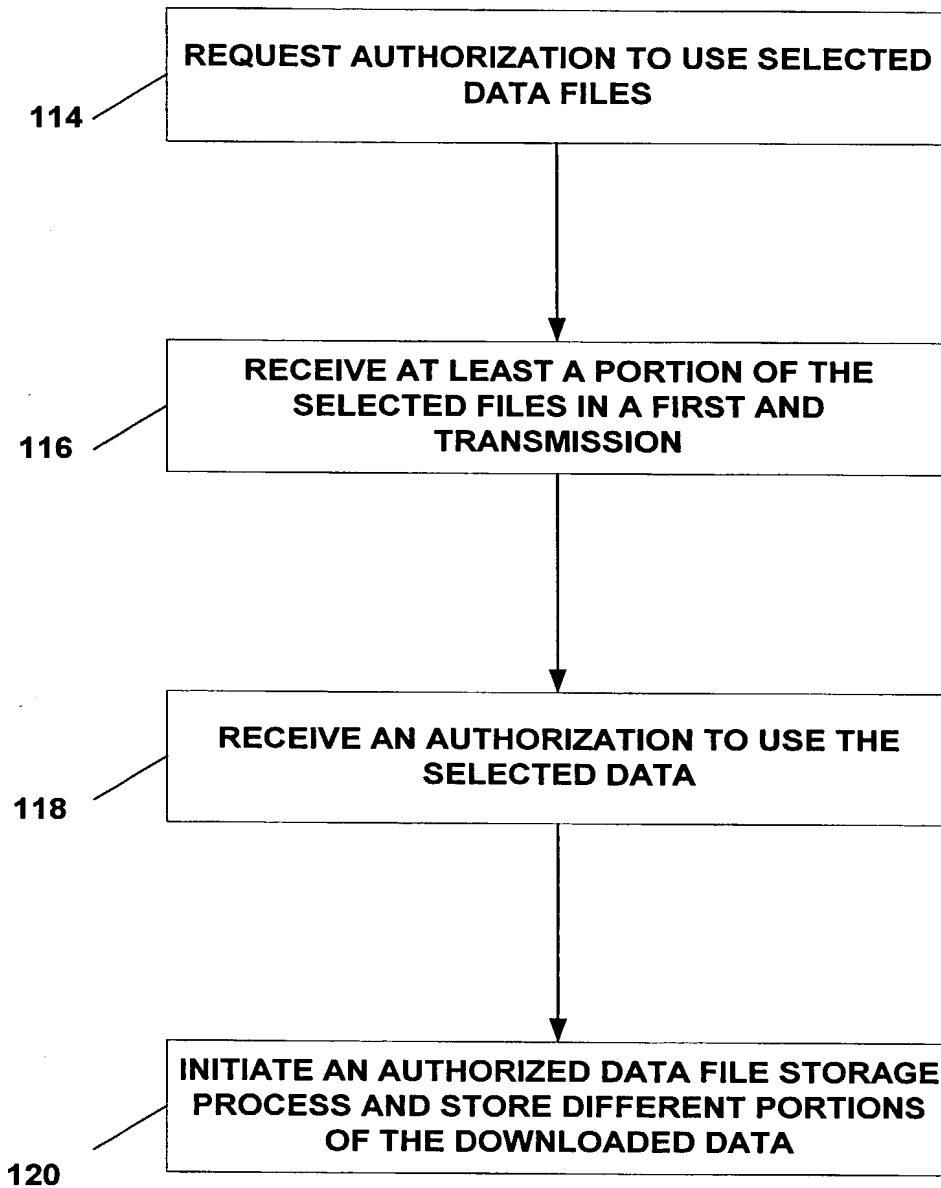 REQUEST AUTHORIZATION TO USE SELECTED
DATA FILES
114
RECEIVE AT LEAST A PORTION OF THE
SELECTED FILES IN A FIRST AND
TRANSMISSION
116
RECEIVE AN AUTHORIZATION TO USE THE
SELECTED DATA
118
INITIATE AN AUTHORIZED DATA FILE STORAGE
PROCESS AND STORE DIFFERENT PORTIONS
OF THE DOWNLOADED DATA
120